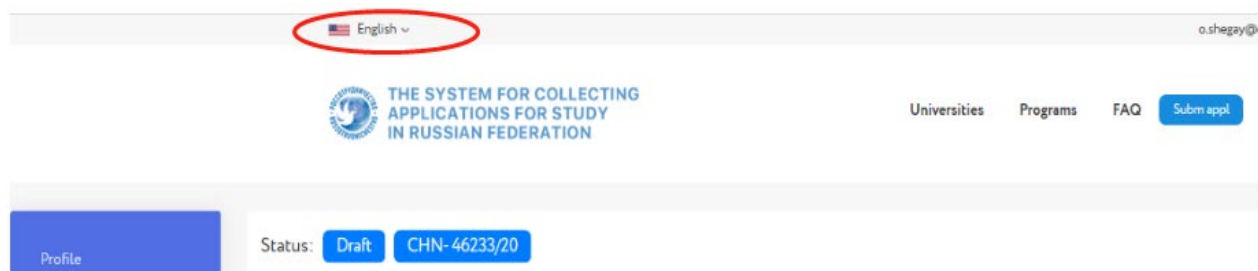 English
o.shegay@
THE SYSTEM FOR COLLECTING
APPLICATIONS FOR STUDY
IN RUSSIAN FEDERATION
Universities Programs FAQ Subm appl
Status: Draft CHN-46233/20
Profile